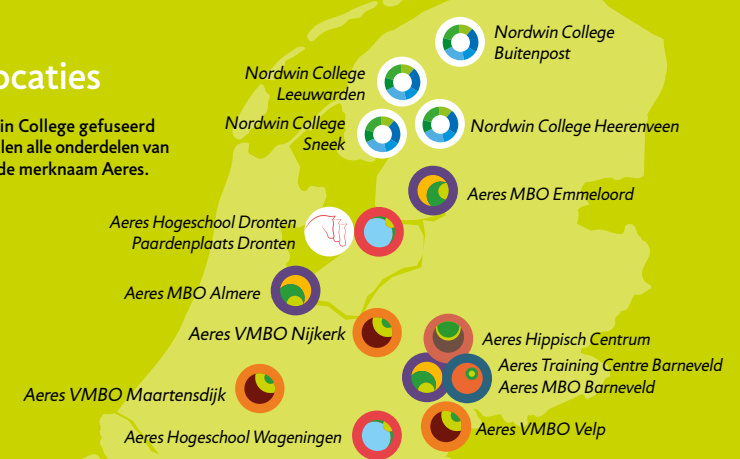 in College gefuseerd
len alle onderdelen van
de merknaam Aeres.
Nordwin College
Buitenpost
Nordwin College
Leeuwarden
Nordwin College
Sneek
Nordwin College Heerenveen
Aeres MBO Emmeloord
Aeres Hogeschool Dronten
Paardenplaats Dronten
Aeres MBO Almere
Aeres VMBO Nijkerk
Aeres Hippisch Centrum
Aeres Training Centre Barneveld
Aeres MBO Barneveld
Aeres VMBO Maartensdijk
Aeres Hogeschool Wageningen
Aeres VMBO Velp